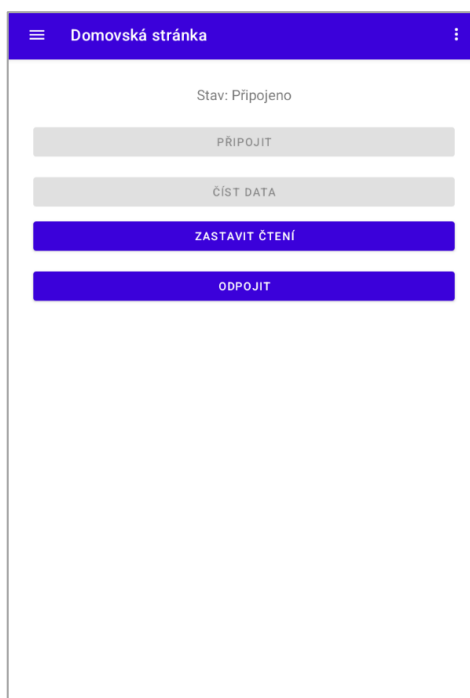 Domovská stránka
Stav: Připojeno
PŘIPOJIT
ČÍST DATA
ZASTAVIT ČTENÍ
ODPOJIT